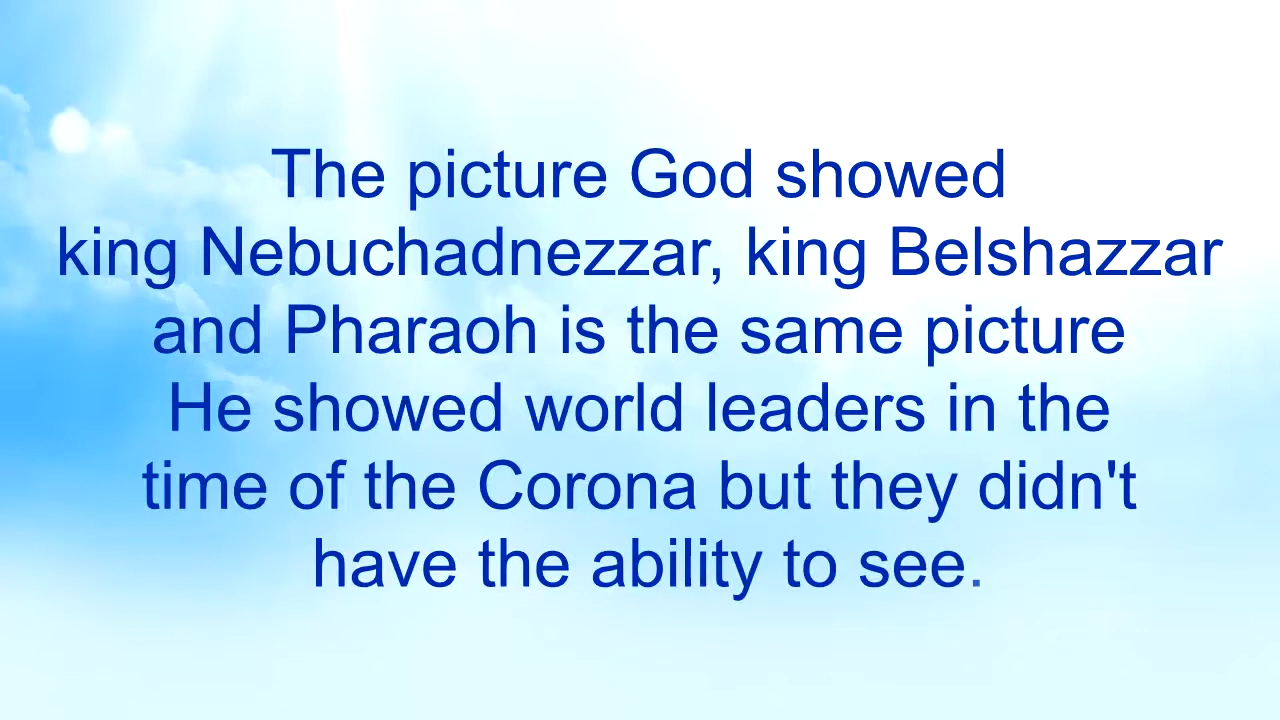 The picture God showed
king Nebuchadnezzar, king Belshazzar
and Pharaoh is the same picture
He showed world leaders in the
time of the Corona but they didn't
have the ability to see.